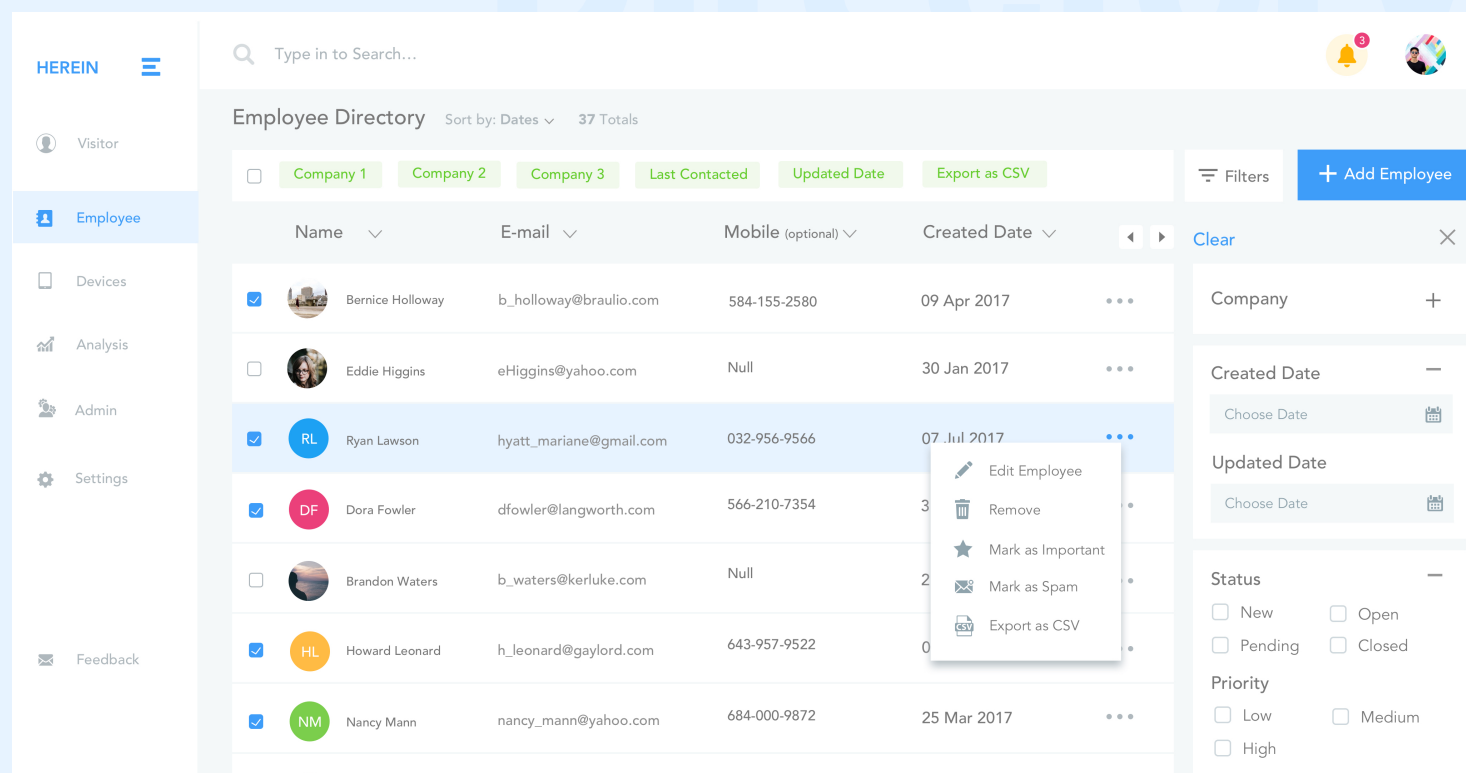 HEREIN
Type in to Search...
3
Visitor
Employee
Devices
Analysis
Admin
Settings
Feedback
Employee Directory Sort by: Dates 37 Totals
Company 1 Company 2 Company 3 Last Contacted Updated Date Export as CSV
Filters
Add Employee
Name E-mail Mobile (optional) Created Date
Bernice Holloway b_holloway@braulio.com 584-155-2580 09 Apr 2017
Eddie Higgins eHiggins@yahoo.com Null 30 Jan 2017
RL Ryan Lawson hyatt_mariane@gmail.com 032-956-9566 07 Jul 2017
DF Dora Fowler dfowler@langworth.com 566-210-7354 3
Brandon Waters b_waters@kerluke.com Null 2
HL Howard Leonard h_leonard@gaylord.com 643-957-9522 0
NM Nancy Mann nancy_mann@yahoo.com 684-000-9872 25 Mar 2017
Edit Employee
Remove
Mark as Important
Mark as Spam
CSV Export as CSV
Clear
Company
Created Date
Choose Date
Updated Date
Choose Date
Status
New Open
Pending Closed
Priority
Low Medium
High